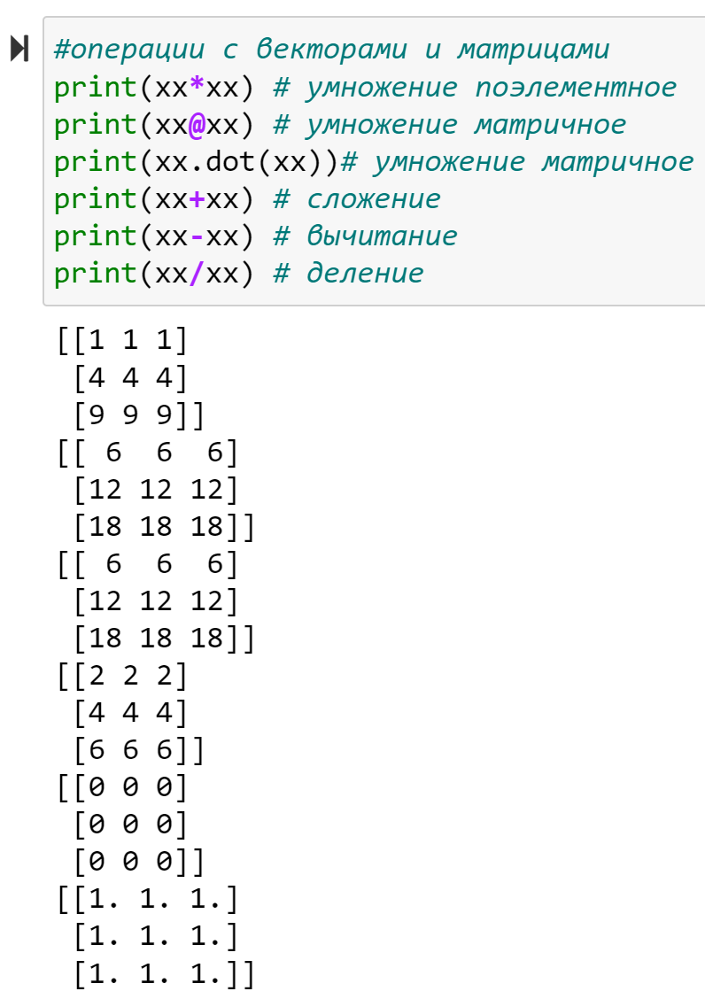 #операции с векторами и матрицами
print(xx*xx) # умножение поэлементное
print(xx@xx) # умножение матричное
print(xx.dot(xx))# умножение матричное
print(xx+xx) # сложение
print(xx-xx) # вычитание
print(xx/xx) # деление
[[1 1 1]
 [4 4 4]
 [9 9 9]]
[[ 6  6  6]
 [12 12 12]
 [18 18 18]]
[[ 6  6  6]
 [12 12 12]
 [18 18 18]]
[[2 2 2]
 [4 4 4]
 [6 6 6]]
[[0 0 0]
 [0 0 0]
 [0 0 0]]
[[1. 1. 1.]
 [1. 1. 1.]
 [1. 1. 1.]]